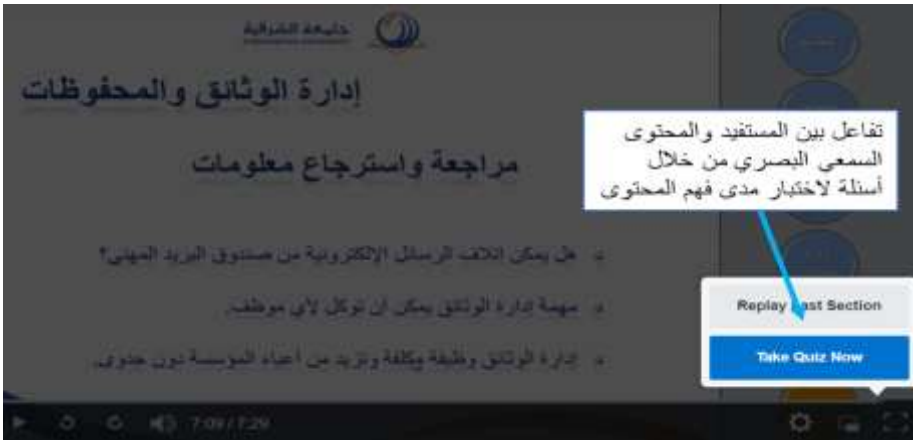 جامعة الشرقية
إدارة الوثائق والمحفوظات
مراجعة واسترجاع معلومات
هل يمكن اتلاف الرسائل الإلكترونية من صندوق البريد المهني؟
مهمة إدارة الوثائق يمكن ان توكل لأي موظف.
إدارة الوثائق وظيفة مكلفة وتزيد من أعباء المؤسسة دون جدوى.
تفاعل بين المستفيد والمحتوى
السمعي البصري من خلال
أسئلة لاختبار مدى فهم المحتوى
Replay Last Section
Take Quiz Now
7:09 / 7:29